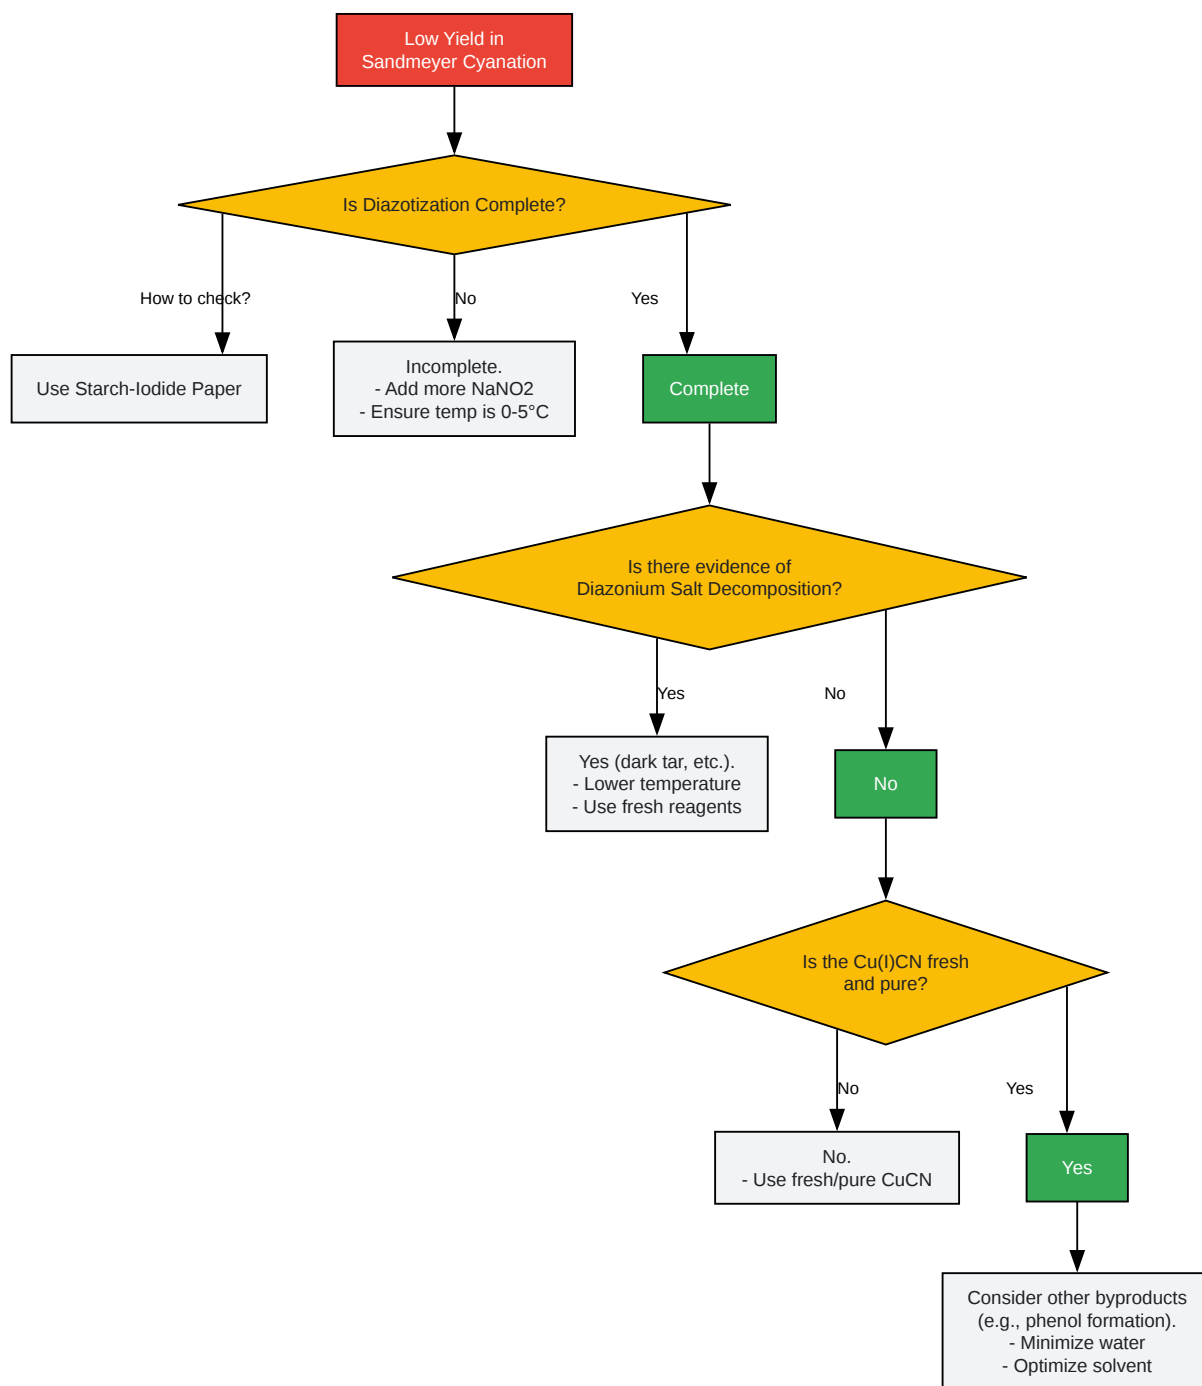 Low Yield in
Sandmeyer Cyanation
Is Diazotization Complete?
How to check?
No
Yes
Use Starch-Iodide Paper
Incomplete.
- Add more NaNO2
- Ensure temp is 0-5°C
Complete
Is there evidence of
Diazonium Salt Decomposition?
Yes
No
Yes (dark tar, etc.).
- Lower temperature
- Use fresh reagents
No
Is the Cu(I)CN fresh
and pure?
No
Yes
No.
- Use fresh/pure CuCN
Yes
Consider other byproducts
(e.g., phenol formation).
- Minimize water
- Optimize solvent